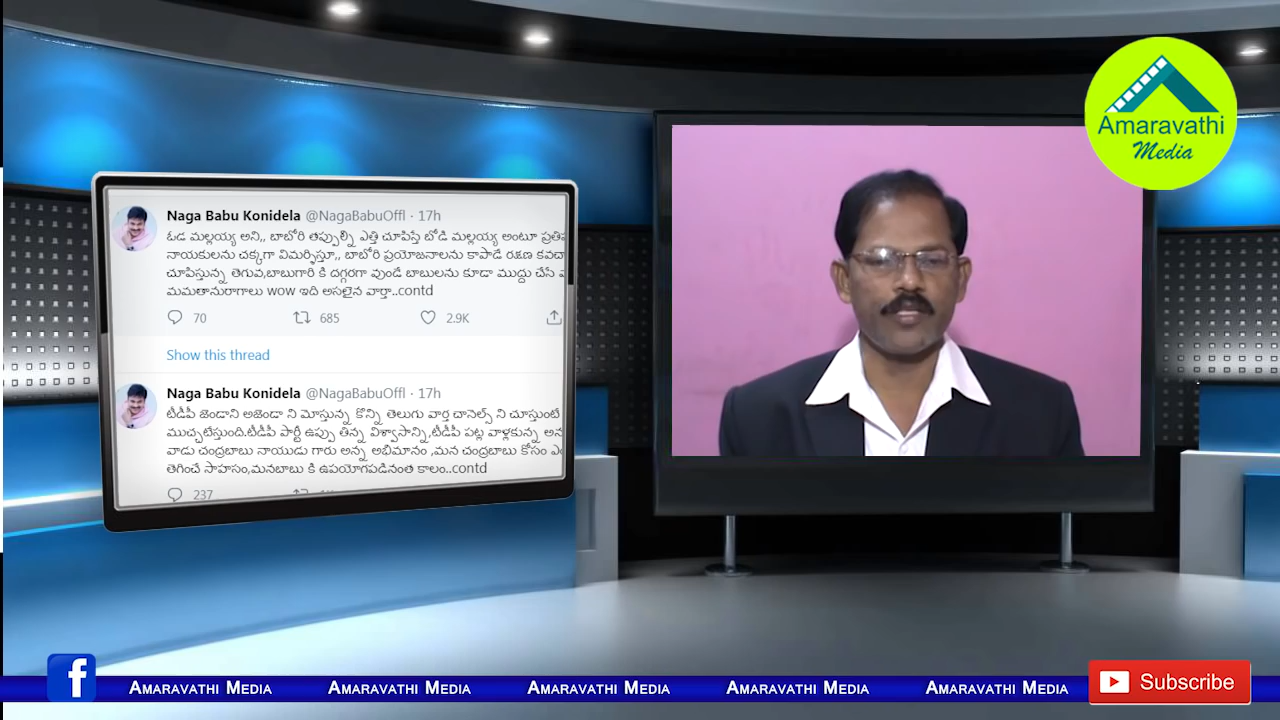 Amaravathi
Media
Naga Babu Konidela @NagaBabuOffl · 17h
ఓడ మల్లయ్య అని,, బాబోరి తప్పుల్ని ఎత్తి చూపిస్తే బోడి మల్లయ్య అంటూ
నాయకులను చక్కగా విమర్శిస్తూ,, బాబోరి ప్రయోజనాలను కాపాడే రక్షణ
చూపిస్తున్న తెగువ,బాబుగారి కి దగ్గరగా వుండే బాబులను కూడా ముద్దు చేసి
మమతానురాగాలు wow ఇది అసలైన వార్తా..contd
70 685 2.9K
Show this thread
Naga Babu Konidela @NagaBabuOffl · 17h
టీడీపీ జెండాని అజెండా ని మోస్తున్న కొన్ని తెలుగు వార్త చానెల్స్ ని చూస్తుంటే
ముచ్చటేస్తుంది.టీడీపీ పార్టీ ఉప్పు తిన్న విశ్వాసాన్ని,టీడీపీ పట్ల వాళ్లకున్న
వాడు చంద్రబాబు నాయుడు గారు అన్న అభిమానం ,మన చంద్రబాబు కోసం
తెగించే సాహసం,మనబాబు కి ఉపయోగపడినంత కాలం..contd
237
f Amaravathi Media Amaravathi Media Amaravathi Media Amaravathi Media Amaravathi Media Subscribe